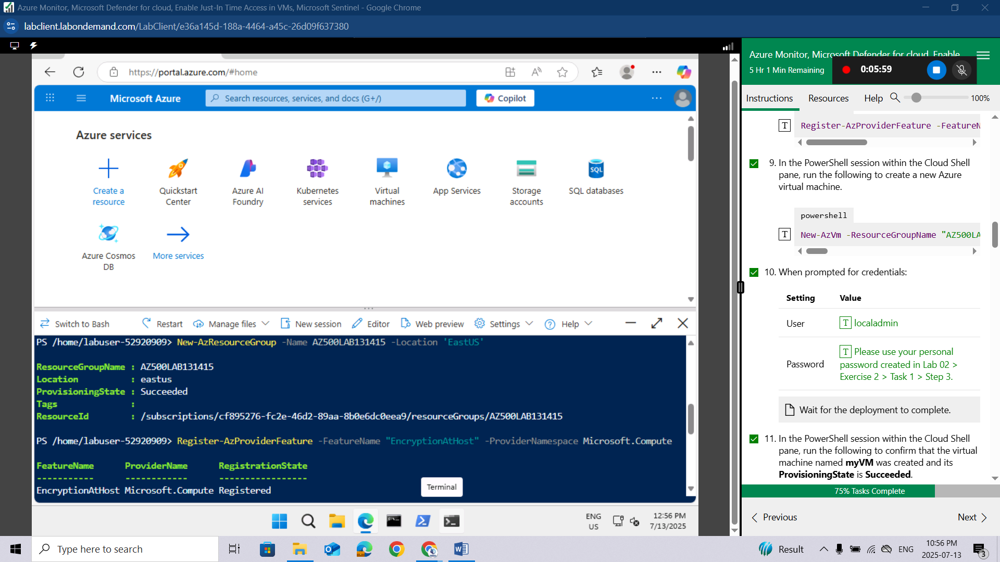 Azure Monitor, Microsoft Defender for cloud, Enable Just-In Time Access in VMs, Microsoft Sentinel - Google Chrome
labclient.labondemand.com/LabClient/e36a145d-188a-4464-a45c-26d09f637380
https://portal.azure.com/#home
Microsoft Azure
Search resources, services, and docs (G+/)
Copilot
Azure services
Create a resource
Quickstart Center
Azure AI Foundry
Kubernetes services
Virtual machines
App Services
Storage accounts
SQL databases
Azure Cosmos DB
More services
Switch to Bash
Restart
Manage files
New session
Editor
Web preview
Settings
Help
PS /home/labuser-52920909> New-AzResourceGroup -Name AZ500LAB131415 -Location 'EastUS'
ResourceGroupName : AZ500LAB131415
Location : eastus
ProvisioningState : Succeeded
Tags :
ResourceId : /subscriptions/cf895276-fc2e-46d2-89aa-8b0e6dc0eea9/resourceGroups/AZ500LAB131415
PS /home/labuser-52920909> Register-AzProviderFeature -FeatureName "EncryptionAtHost" -ProviderNamespace Microsoft.Compute
FeatureName ProviderName RegistrationState
----------- ------------ -----------------
EncryptionAtHost Microsoft.Compute Registered
Terminal
ENG
US
12:56 PM
7/13/2025
Azure Monitor, Microsoft Defender for cloud, Enable
5 Hr 1 Min Remaining
0:05:59
Instructions
Resources
Help
100%
T
Register-AzProviderFeature -FeatureN
9. In the PowerShell session within the Cloud Shell
pane, run the following to create a new Azure
virtual machine.
powershell
T
New-AzVm -ResourceGroupName "AZ500LA
10. When prompted for credentials:
Setting Value
User T localadmin
Password T Please use your personal
password created in Lab 02 >
Exercise 2 > Task 1 > Step 3.
Wait for the deployment to complete.
11. In the PowerShell session within the Cloud Shell
pane, run the following to confirm that the virtual
machine named myVM was created and its
ProvisioningState is Succeeded.
75% Tasks Complete
Previous
Next
Type here to search
Result
ENG
10:56 PM
2025-07-13
3